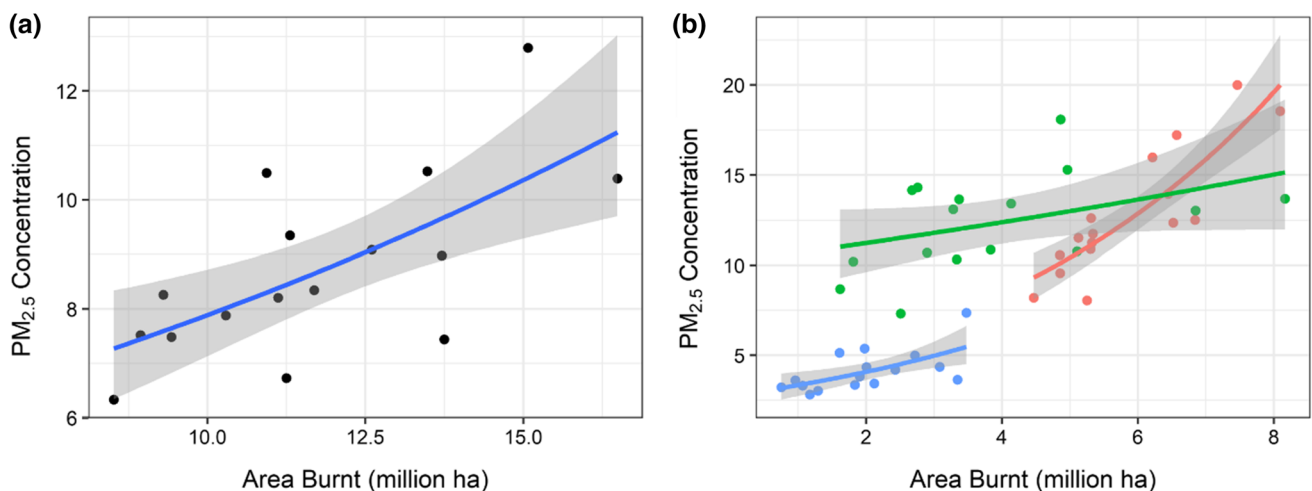 (a)
PM2.5 Concentration
12
10
8
6
10.0 12.5 15.0
Area Burnt (million ha)
(b)
PM2.5 Concentration
20
15
10
5
2 4 6 8
Area Burnt (million ha)